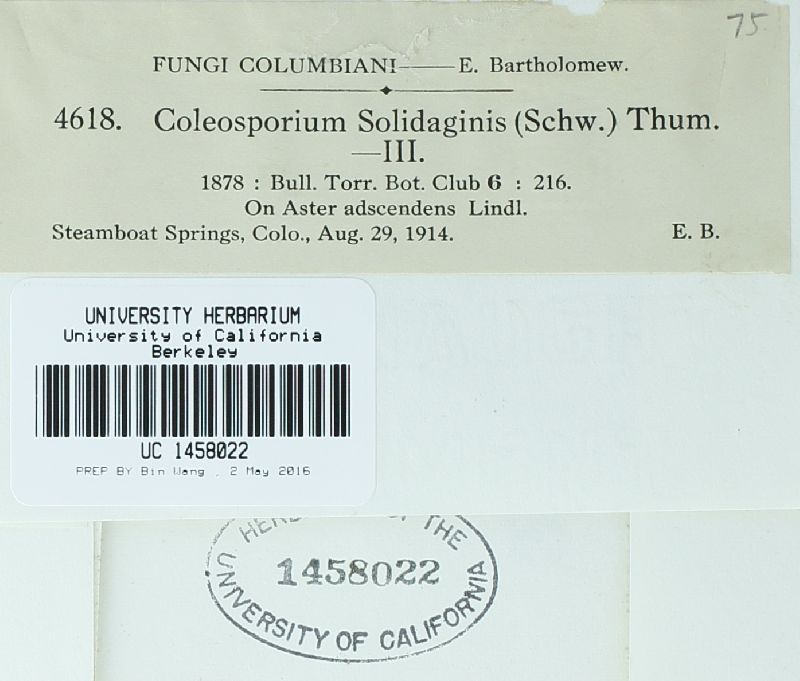 75
FUNGI COLUMBIANI——E. Bartholomew.
4618. Coleosporium Solidaginis (Schw.) Thum.
—III.
1878 : Bull. Torr. Bot. Club 6 : 216.
On Aster adscendens Lindl.
Steamboat Springs, Colo., Aug. 29, 1914. E. B.
UNIVERSITY HERBARIUM
University of California
Berkeley
UC 1458022
PREP BY Bin Wang . 2 May 2016
OF THE
1458022
UNIVERSITY OF CALIFORNIA